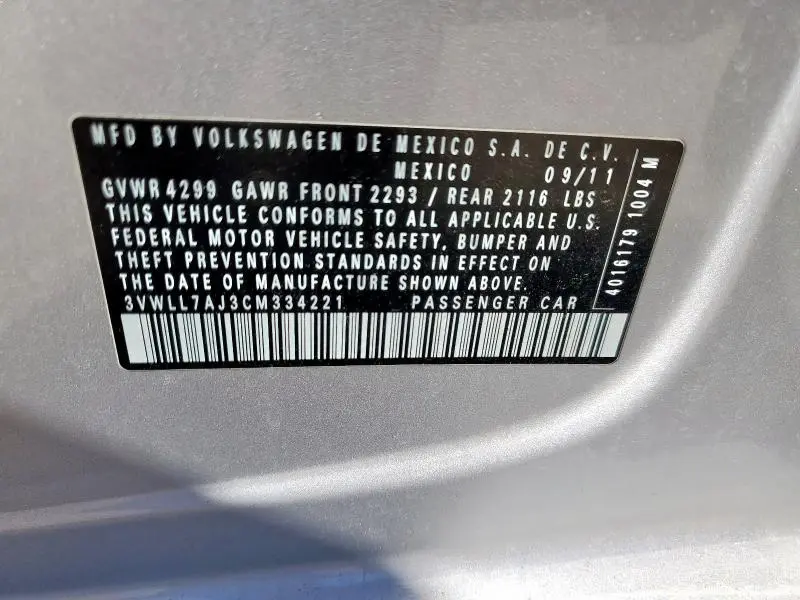 MFD BY VOLKSWAGEN DE MEXICO S.A. DE C.V.
MEXICO 09/11
GVWR 4299 GAWR FRONT 2293 / REAR 2116 LBS
THIS VEHICLE CONFORMS TO ALL APPLICABLE U.S.
FEDERAL MOTOR VEHICLE SAFETY, BUMPER AND
THEFT PREVENTION STANDARDS IN EFFECT ON
THE DATE OF MANUFACTURE SHOWN ABOVE.
3VWLL7AJ3CM334221 PASSENGER CAR
4016179 1004 M